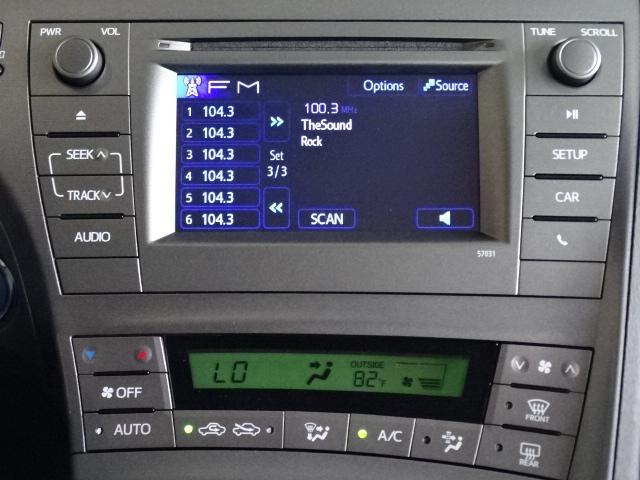 PWR VOL
TUNE SCROLL
FM Options Source
1 104.3
2 104.3
3 104.3
4 104.3
5 104.3
6 104.3
Set
3/3
100.3 MHz
TheSound
Rock
SCAN
57031
SEEK
TRACK
AUDIO
SETUP
CAR
LO OUTSIDE
82°F
OFF
AUTO
A/C
FRONT
REAR